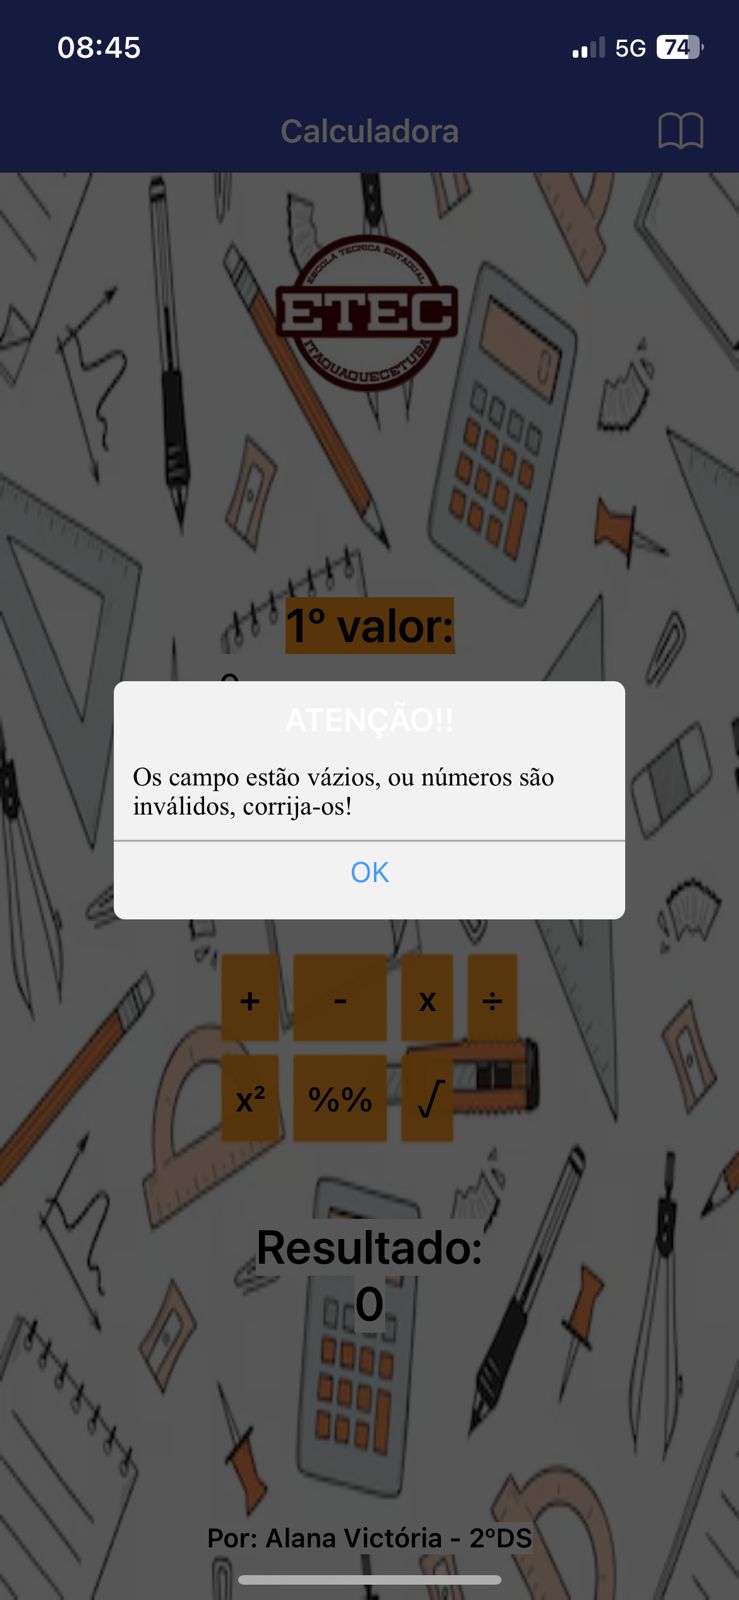 08:45
5G
74
Calculadora
ESCOLA TECNICA ESTADUAL
ETEC
ITAQUAQUECETUBA
1º valor:
ATENÇÃO!!
Os campo estão vázios, ou números são
inválidos, corrija-os!
OK
+ - x ÷
x² %% √
Resultado:
0
Por: Alana Victória - 2ºDS